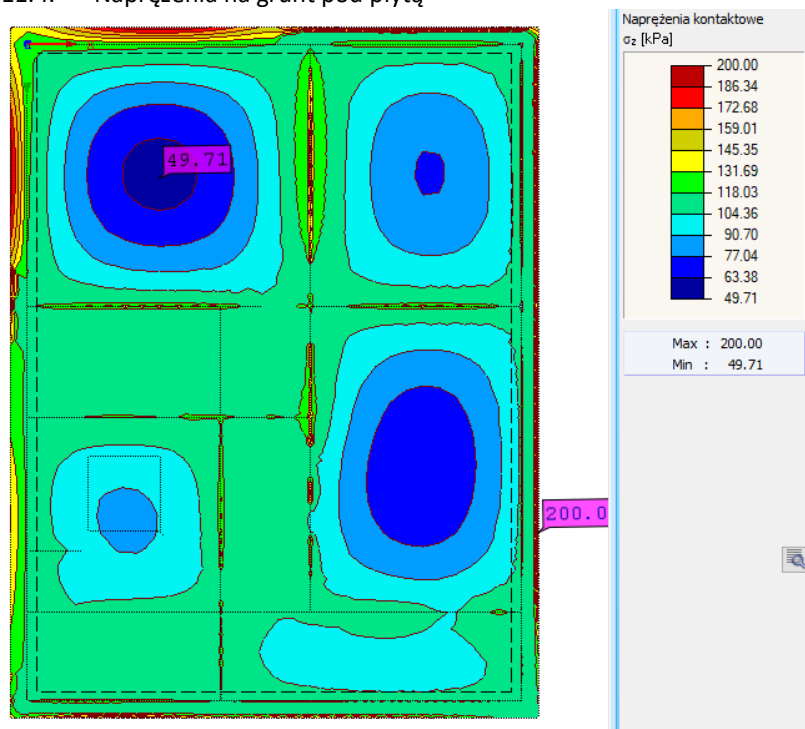 Naprężenia na grunt pod płytą
Naprężenia kontaktowe
σz [kPa]
200.00
186.34
172.68
159.01
145.35
131.69
118.03
104.36
90.70
77.04
63.38
49.71
Max : 200.00
Min : 49.71
49.71
200.0